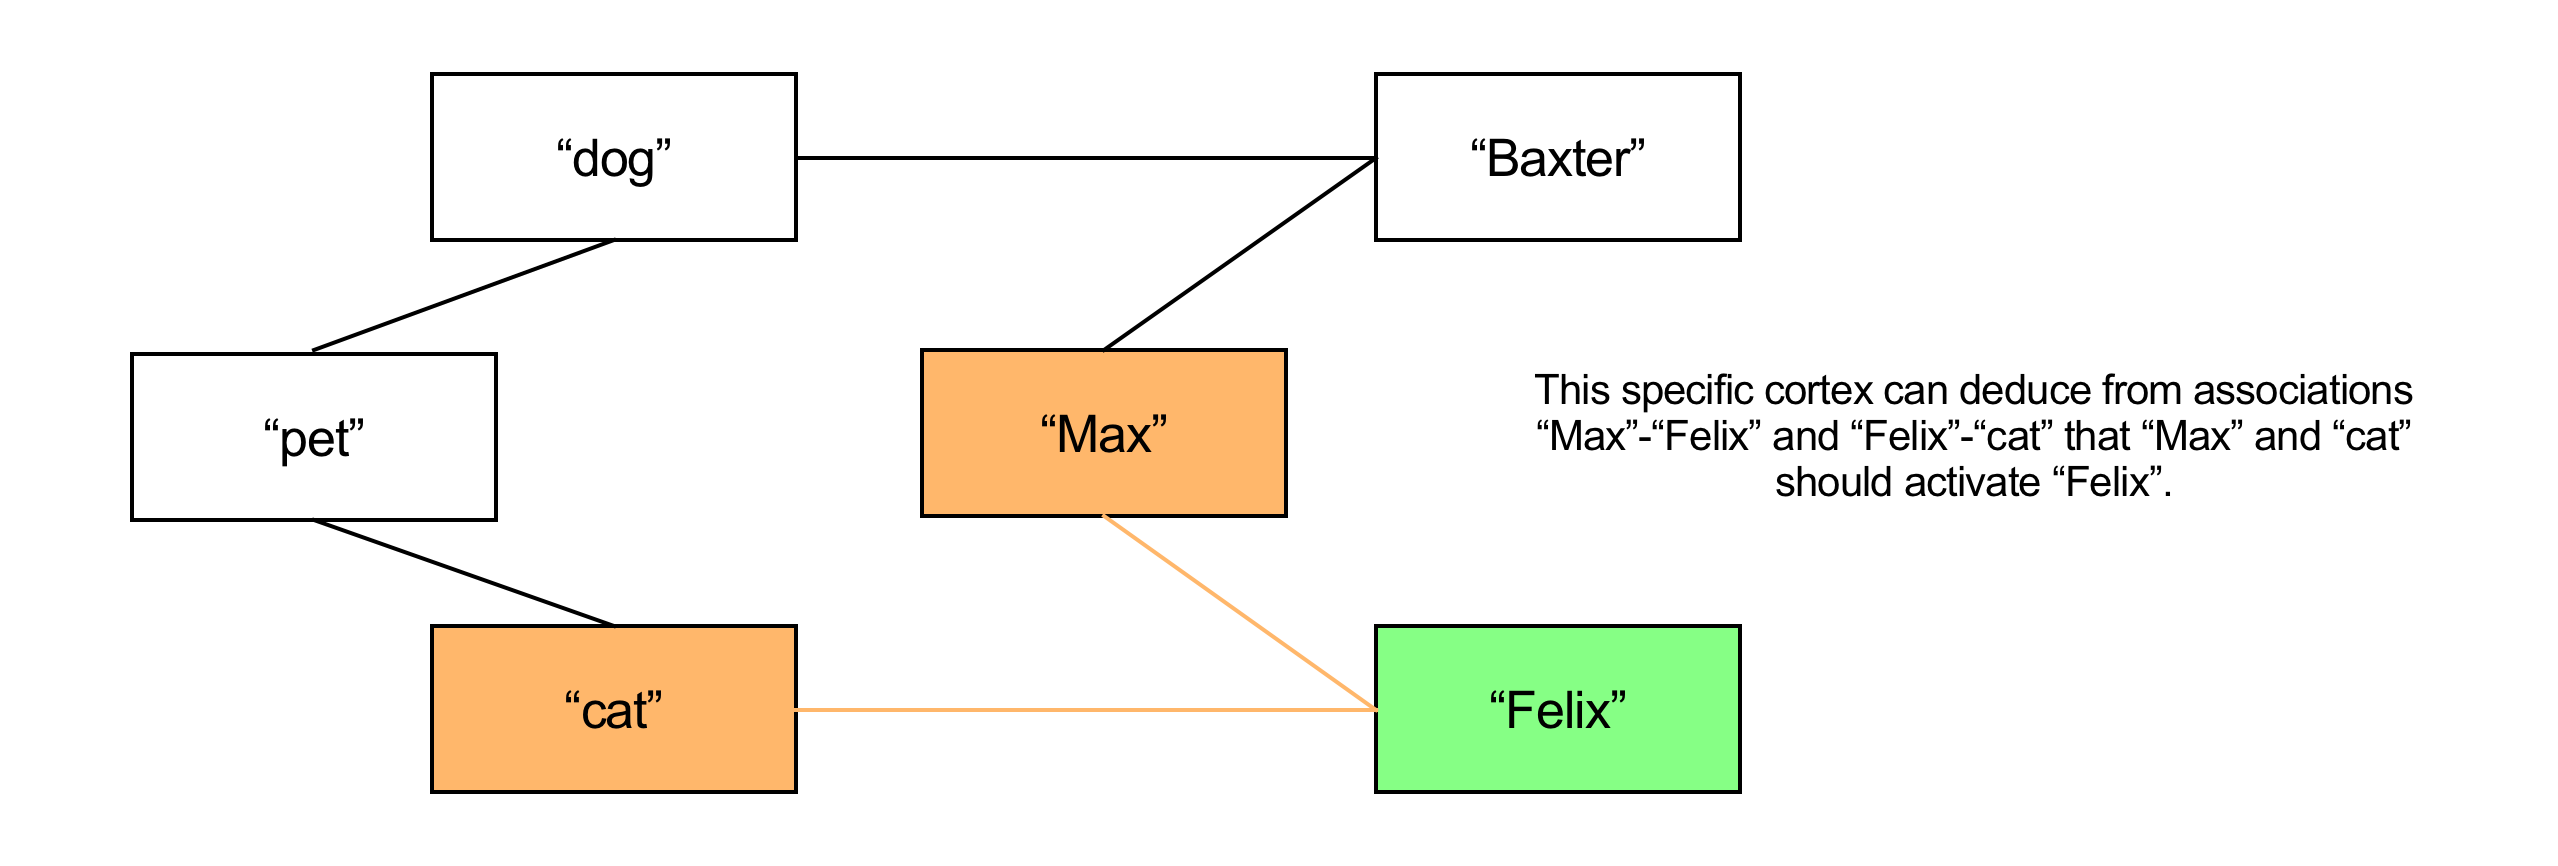 “dog”
“Baxter”
“pet”
“Max”
This specific cortex can deduce from associations
“Max”-“Felix” and “Felix”-“cat” that “Max” and “cat”
should activate “Felix”.
“cat”
“Felix”